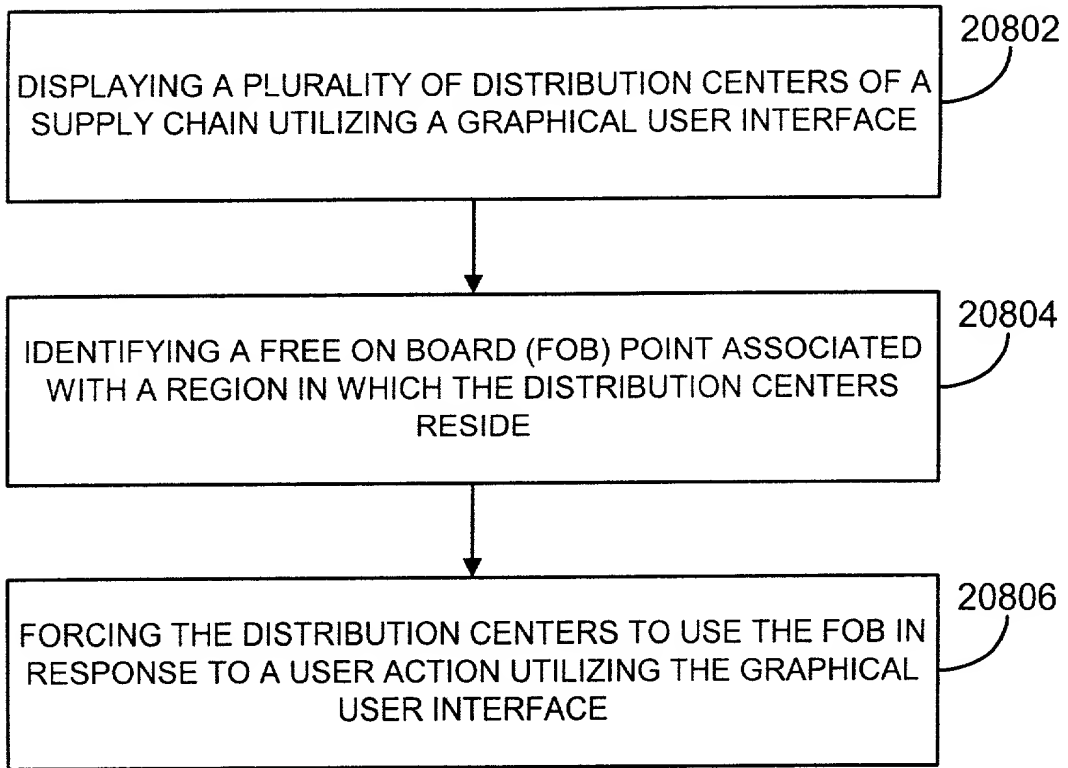 20802
DISPLAYING A PLURALITY OF DISTRIBUTION CENTERS OF A
SUPPLY CHAIN UTILIZING A GRAPHICAL USER INTERFACE
20804
IDENTIFYING A FREE ON BOARD (FOB) POINT ASSOCIATED
WITH A REGION IN WHICH THE DISTRIBUTION CENTERS
RESIDE
20806
FORCING THE DISTRIBUTION CENTERS TO USE THE FOB IN
RESPONSE TO A USER ACTION UTILIZING THE GRAPHICAL
USER INTERFACE